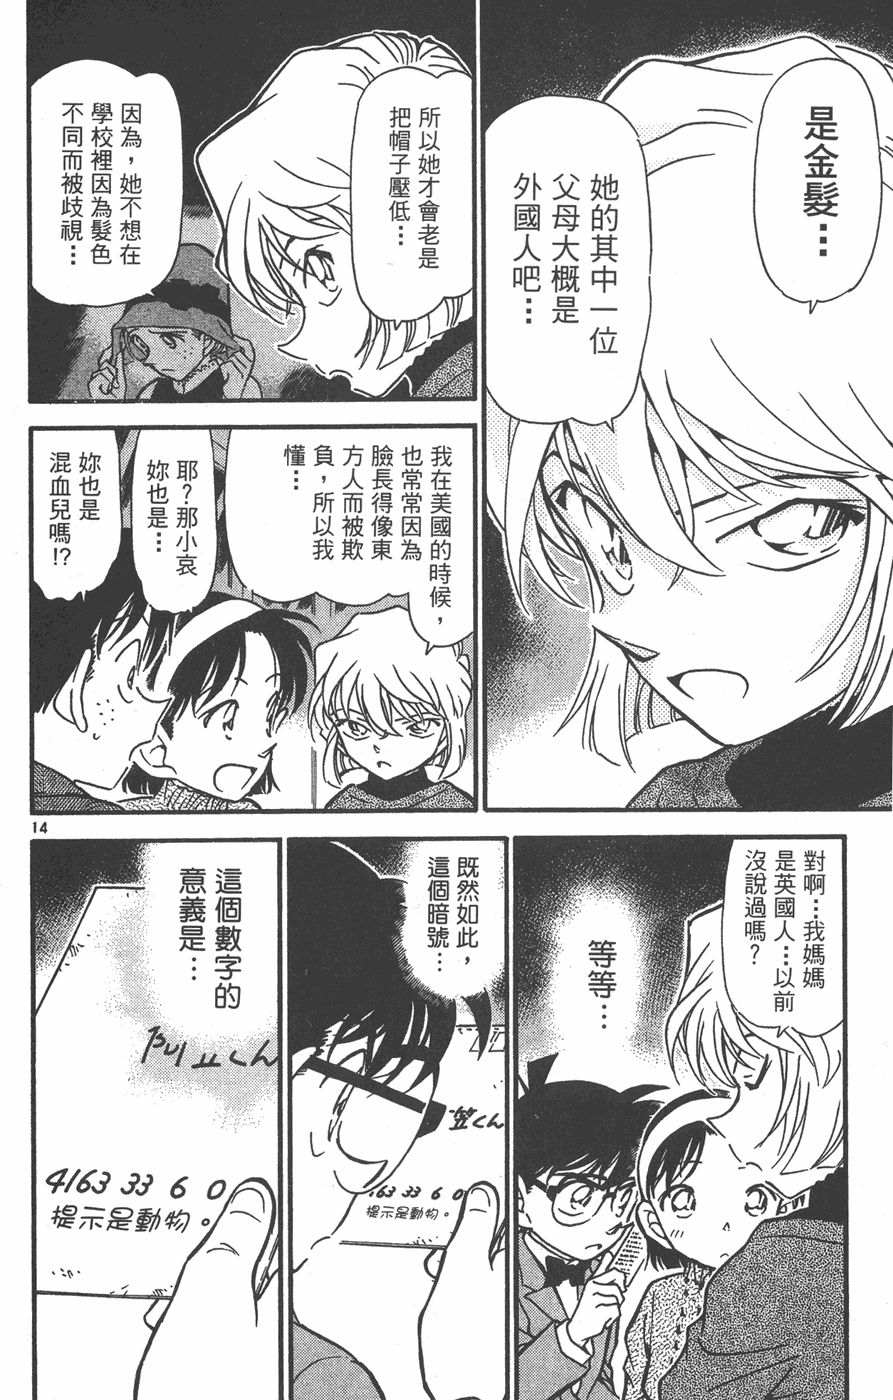 是金髮…
她的其中一位
父母大概是
外國人吧…
所以她才會老是
把帽子壓低…
因為，她不想在
學校裡因為髮色
不同而被歧視…
我在美國的時候，
也常常因為
臉長得像東
方人而被欺
負，所以我
懂…
耶？那小哀
妳也是…
妳也是
混血兒嗎!?
14
對啊…我媽媽
是英國人…以前
沒說過嗎？
等等…
既然如此，
這個暗號…
笠くん
163 33 6 0
提示是動物。
這個數字的
意義是…
立くん
4163 33 6 0
提示是動物。